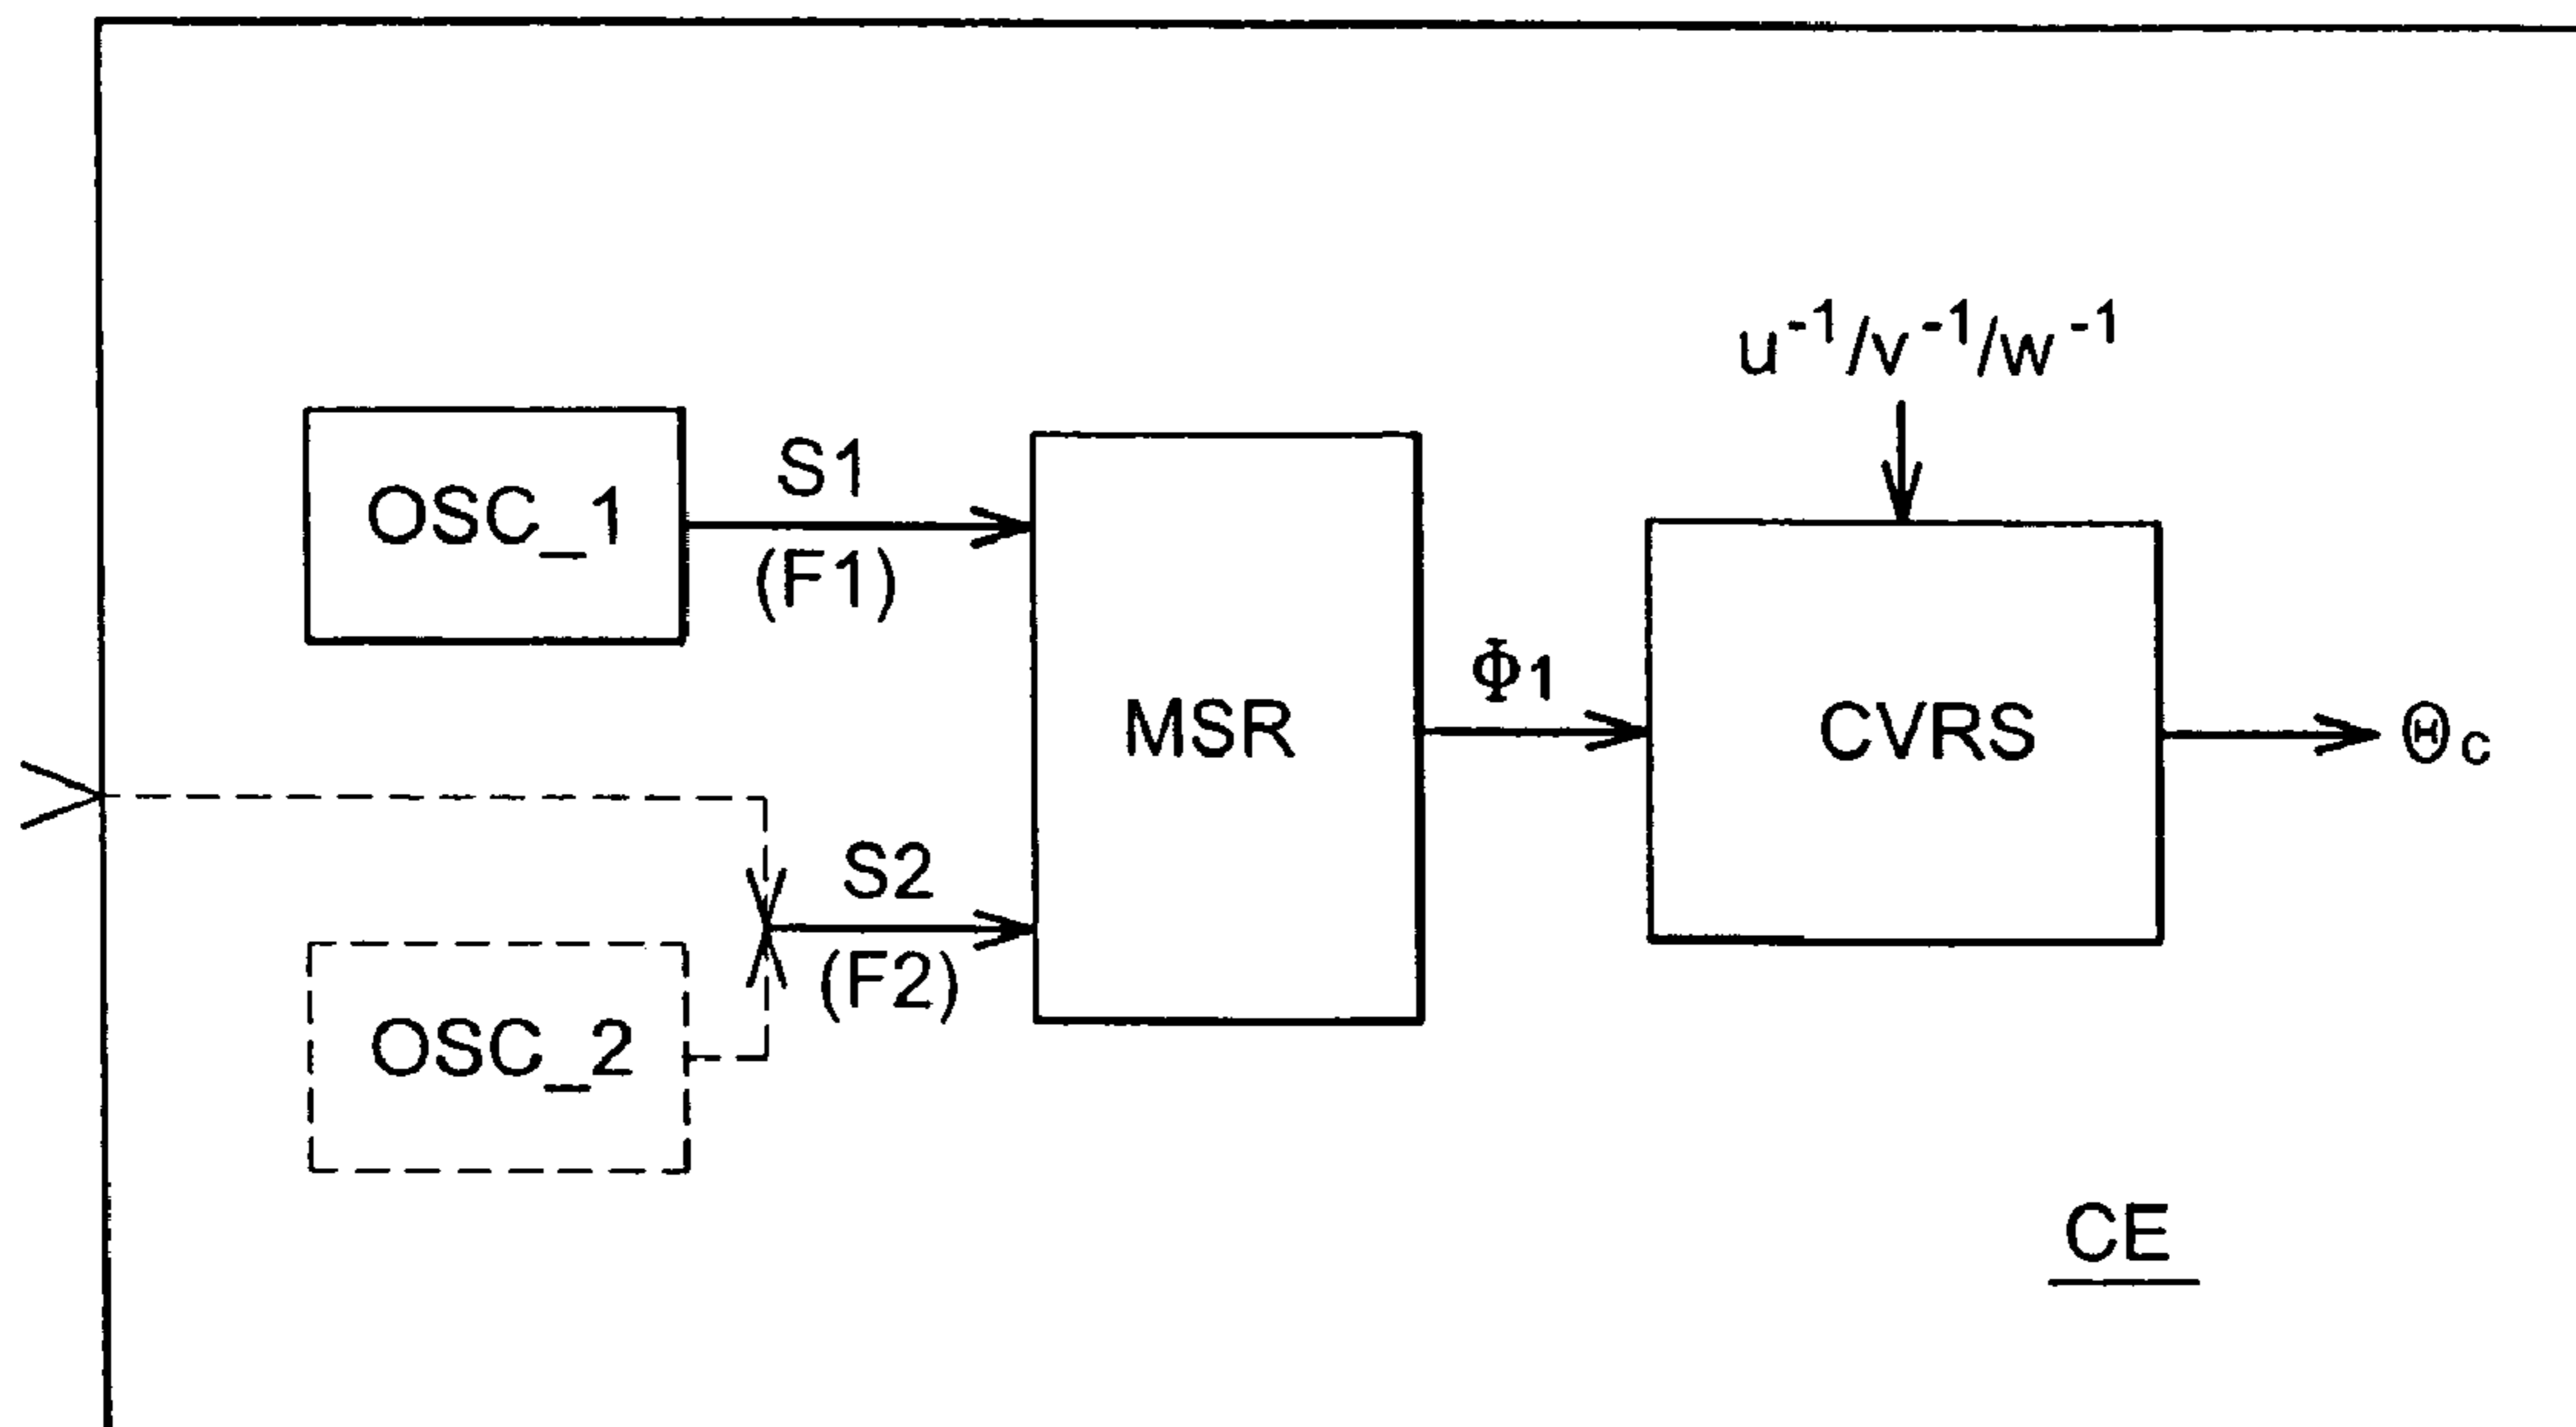 u⁻¹/v⁻¹/w⁻¹
OSC_1
S1
(F1)
MSR
Φ1
CVRS
Θc
S2
(F2)
OSC_2
CE